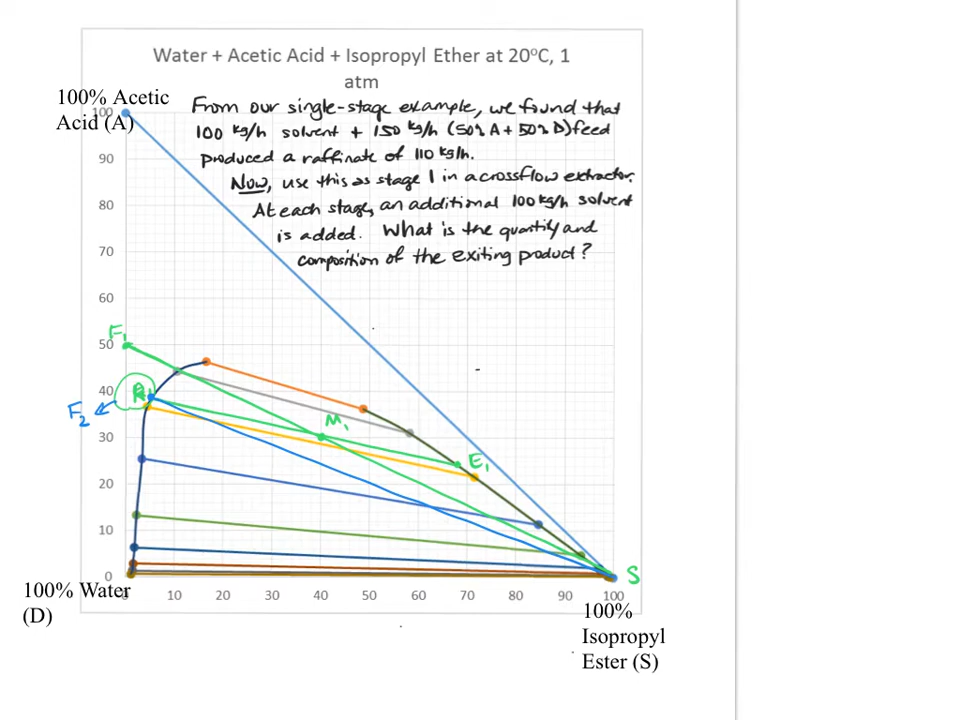 Water + Acetic Acid + Isopropyl Ether at 20°C, 1
atm
100% Acetic
Acid (A)
From our single-stage example, we found that
100 kg/h solvent + 150 kg/h (50% A + 50% D) feed
produced a raffinate of 110 kg/h.
Now, use this as stage 1 in a crossflow extractor.
At each stage, an additional 100 kg/h solvent
is added. What is the quantity and
composition of the exiting product?
100
90
80
70
60
50
40
30
20
10
0
F1
R1
F2
M1
E1
S
0 10 20 30 40 50 60 70 80 90 100
100% Water
(D)
100%
Isopropyl
Ester (S)